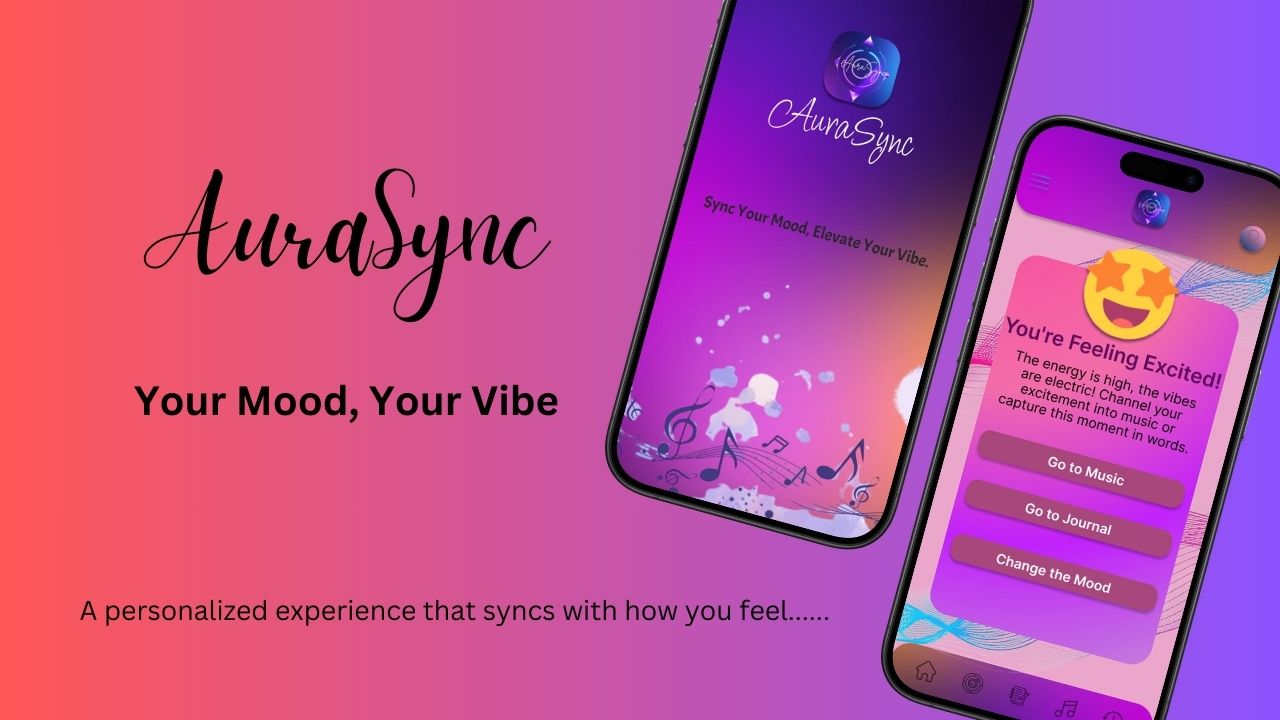 AuraSync
Your Mood, Your Vibe
A personalized experience that syncs with how you feel......
AuraSync
AuraSync
Sync Your Mood, Elevate Your Vibe.
You're Feeling Excited!
The energy is high, the vibes
are electric! Channel your
excitement into music or
capture this moment in words.
Go to Music
Go to Journal
Change the Mood